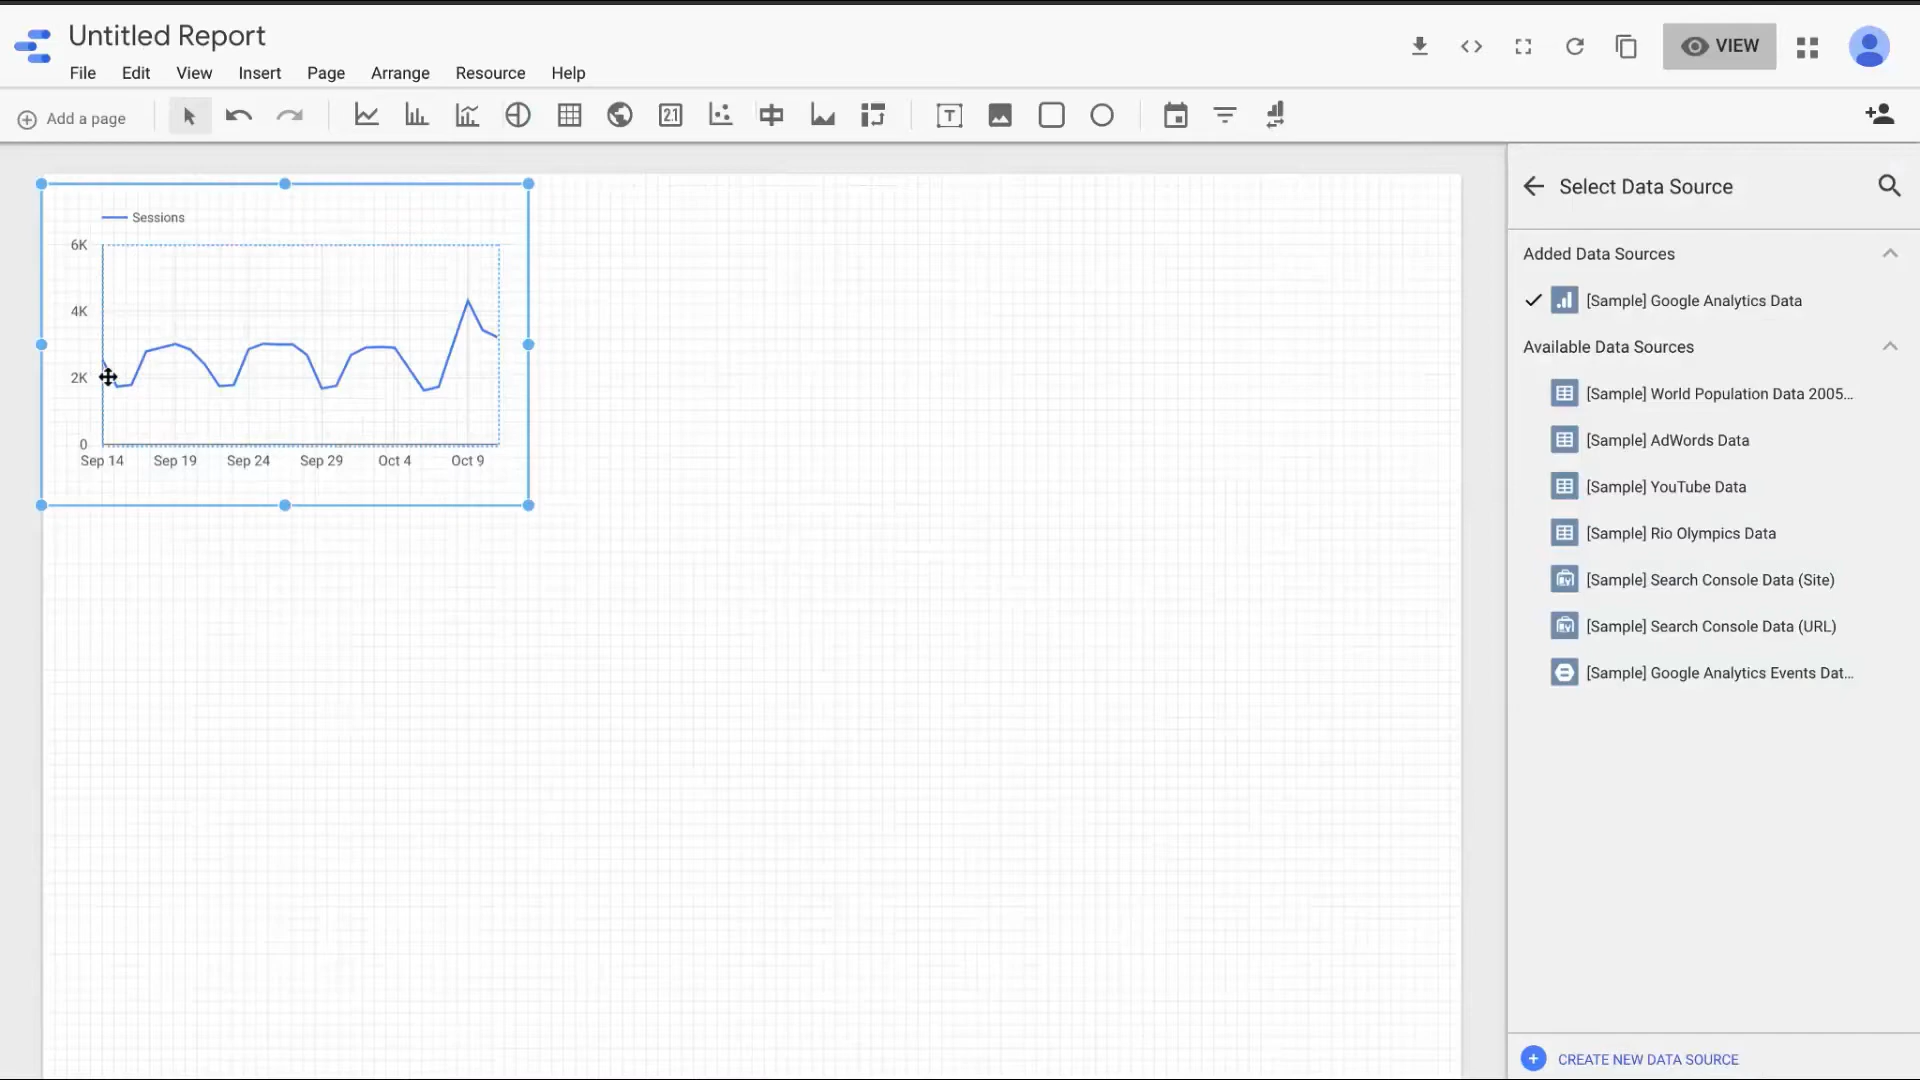 Untitled Report
File Edit View Insert Page Arrange Resource Help
VIEW
Add a page
Sessions
6K
4K
2K
0
Sep 14 Sep 19 Sep 24 Sep 29 Oct 4 Oct 9
Select Data Source
Added Data Sources
[Sample] Google Analytics Data
Available Data Sources
[Sample] World Population Data 2005...
[Sample] AdWords Data
[Sample] YouTube Data
[Sample] Rio Olympics Data
[Sample] Search Console Data (Site)
[Sample] Search Console Data (URL)
[Sample] Google Analytics Events Dat...
CREATE NEW DATA SOURCE